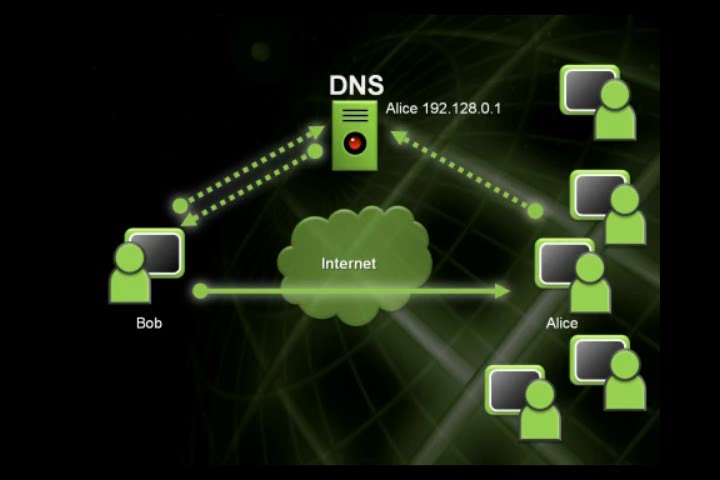 DNS
Alice 192.128.0.1
Internet
Bob
Alice